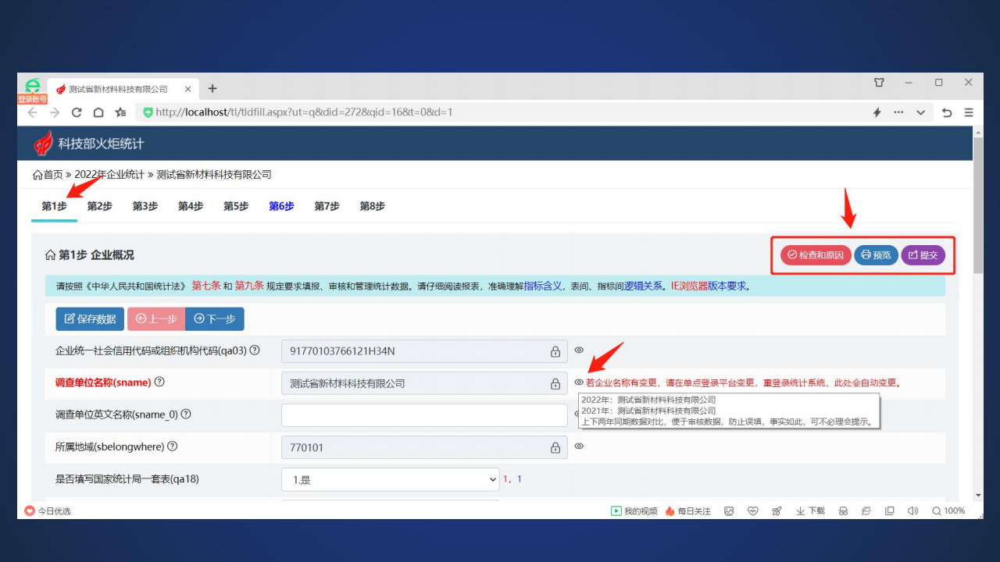 登录账号
测试省新材料科技有限公司
http://localhost/tl/tldfill.aspx?ut=q&did=272&qid=16&t=0&d=1
科技部火炬统计
首页 » 2022年企业统计 » 测试省新材料科技有限公司
第1步 第2步 第3步 第4步 第5步 第6步 第7步 第8步
第1步 企业概况
检查和原因 预览 提交
请按照《中华人民共和国统计法》 第七条 和 第九条 规定要求填报、审核和管理统计数据。请仔细阅读报表，准确理解指标含义，表间、指标间逻辑关系。IE浏览器版本要求。
保存数据 上一步 下一步
企业统一社会信用代码或组织机构代码(qa03) 91770103766121H34N
调查单位名称(sname) 测试省新材料科技有限公司 若企业名称有变更，请在单点登录平台变更，重登录统计系统，此处会自动变更。
2022年：测试省新材料科技有限公司
2021年：测试省新材料科技有限公司
上下两年同期数据对比，便于审核数据，防止误填，事实如此，可不必理会提示。
调查单位英文名称(sname_0)
所属地域(sbelongwhere) 770101
是否填写国家统计局一套表(qa18) 1.是 1，1
今日优选 我的视频 每日关注 下载 100%